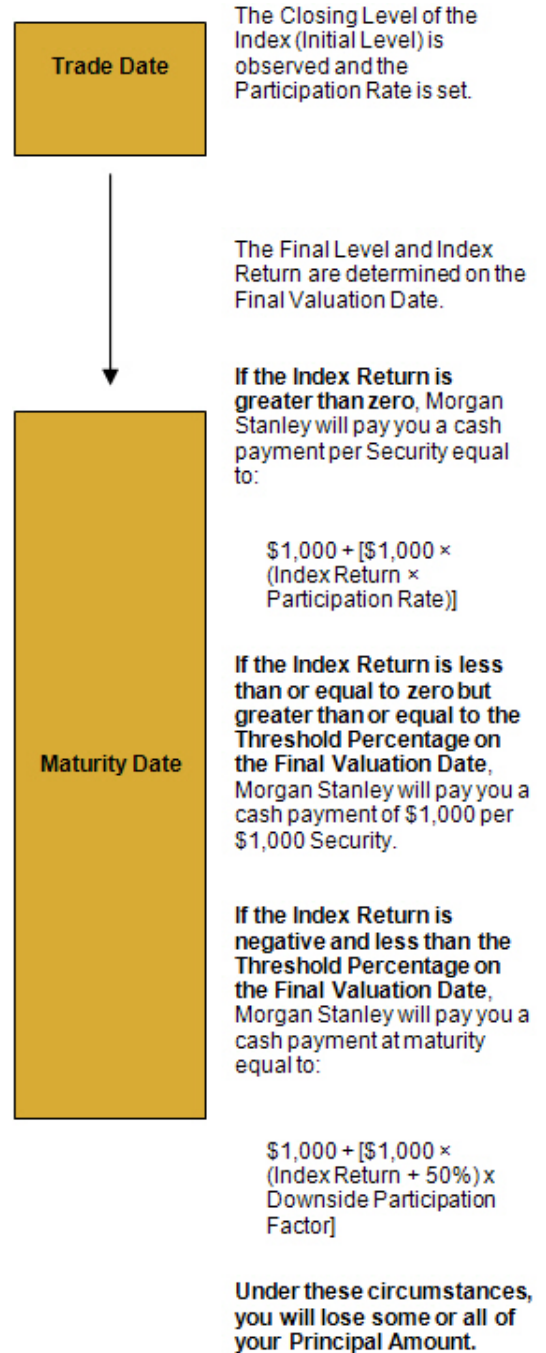 Trade Date
The Closing Level of the
Index (Initial Level) is
observed and the
Participation Rate is set.
The Final Level and Index
Return are determined on the
Final Valuation Date.
Maturity Date
If the Index Return is
greater than zero, Morgan
Stanley will pay you a cash
payment per Security equal
to:
$1,000 + [$1,000 ×
(Index Return ×
Participation Rate)]
If the Index Return is less
than or equal to zero but
greater than or equal to the
Threshold Percentage on
the Final Valuation Date,
Morgan Stanley will pay you a
cash payment of $1,000 per
$1,000 Security.
If the Index Return is
negative and less than the
Threshold Percentage on
the Final Valuation Date,
Morgan Stanley will pay you a
cash payment at maturity
equal to:
$1,000 + [$1,000 ×
(Index Return + 50%) x
Downside Participation
Factor]
Under these circumstances,
you will lose some or all of
your Principal Amount.